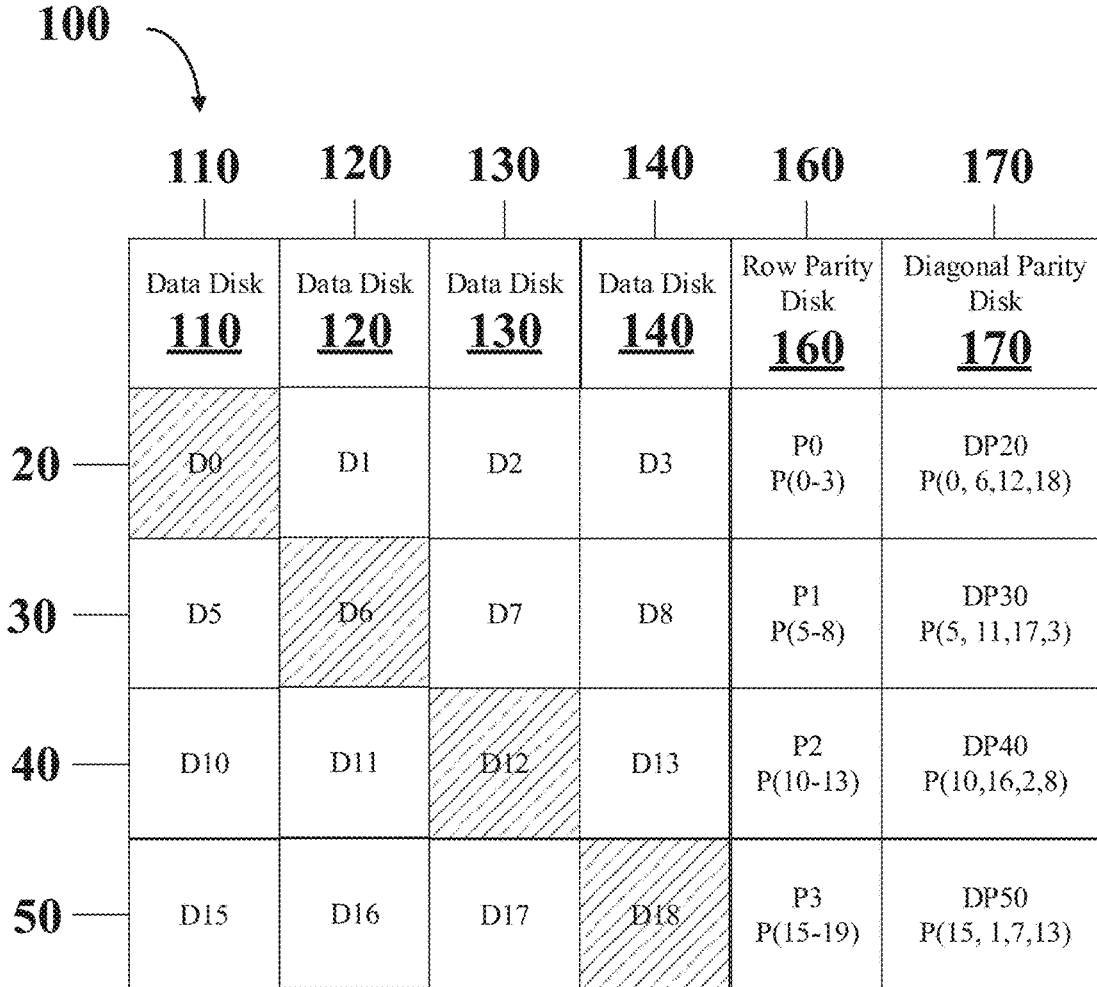 100
110 120 130 140 160 170
Data Disk
110
Data Disk
120
Data Disk
130
Data Disk
140
Row Parity
Disk
160
Diagonal Parity
Disk
170
20
D0
D1
D2
D3
P0
P(0-3)
DP20
P(0, 6,12,18)
30
D5
D6
D7
D8
P1
P(5-8)
DP30
P(5, 11,17,3)
40
D10
D11
D12
D13
P2
P(10-13)
DP40
P(10,16,2,8)
50
D15
D16
D17
D18
P3
P(15-19)
DP50
P(15, 1,7,13)